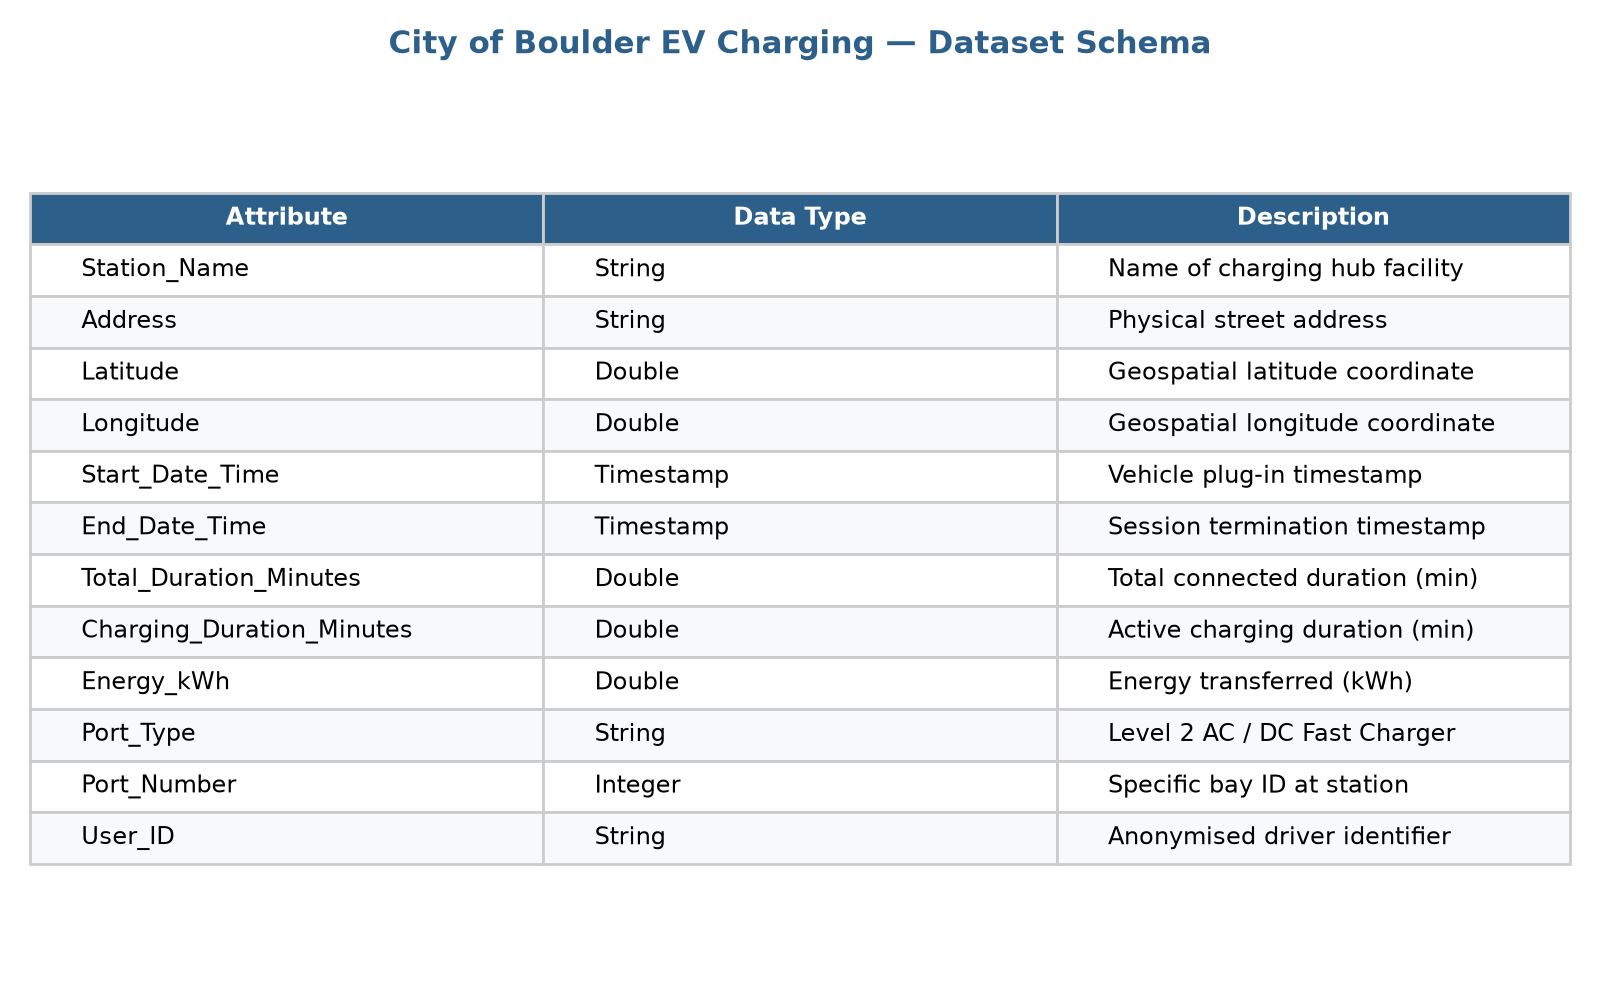 City of Boulder EV Charging — Dataset Schema
Attribute Data Type Description
Station_Name String Name of charging hub facility
Address String Physical street address
Latitude Double Geospatial latitude coordinate
Longitude Double Geospatial longitude coordinate
Start_Date_Time Timestamp Vehicle plug-in timestamp
End_Date_Time Timestamp Session termination timestamp
Total_Duration_Minutes Double Total connected duration (min)
Charging_Duration_Minutes Double Active charging duration (min)
Energy_kWh Double Energy transferred (kWh)
Port_Type String Level 2 AC / DC Fast Charger
Port_Number Integer Specific bay ID at station
User_ID String Anonymised driver identifier